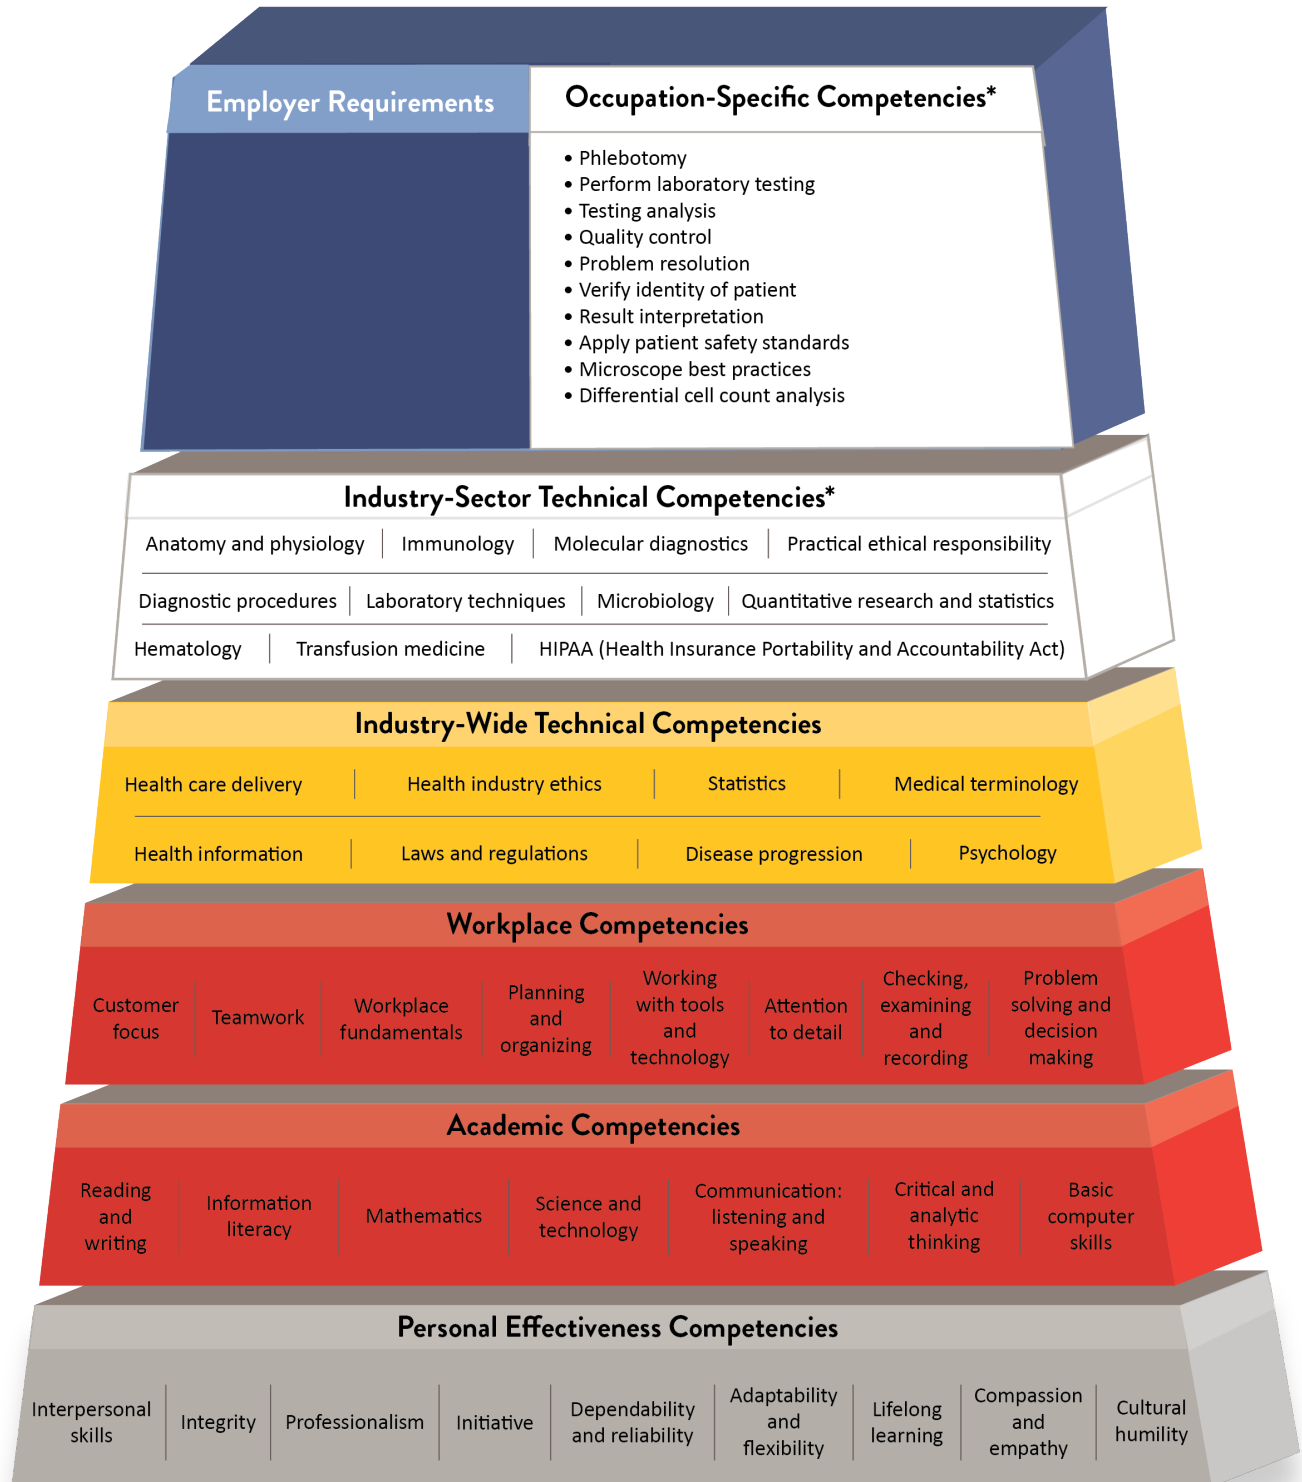 Employer Requirements
Occupation-Specific Competencies*
• Phlebotomy
• Perform laboratory testing
• Testing analysis
• Quality control
• Problem resolution
• Verify identity of patient
• Result interpretation
• Apply patient safety standards
• Microscope best practices
• Differential cell count analysis
Industry-Sector Technical Competencies*
Anatomy and physiology
Immunology
Molecular diagnostics
Practical ethical responsibility
Diagnostic procedures
Laboratory techniques
Microbiology
Quantitative research and statistics
Hematology
Transfusion medicine
HIPAA (Health Insurance Portability and Accountability Act)
Industry-Wide Technical Competencies
Health care delivery
Health industry ethics
Statistics
Medical terminology
Health information
Laws and regulations
Disease progression
Psychology
Workplace Competencies
Customer
focus
Teamwork
Workplace
fundamentals
Planning
and
organizing
Working
with tools
and
technology
Attention
to detail
Checking,
examining
and
recording
Problem
solving and
decision
making
Academic Competencies
Reading
and
writing
Information
literacy
Mathematics
Science and
technology
Communication:
listening and
speaking
Critical and
analytic
thinking
Basic
computer
skills
Personal Effectiveness Competencies
Interpersonal
skills
Integrity
Professionalism
Initiative
Dependability
and reliability
Adaptability
and
flexibility
Lifelong
learning
Compassion
and
empathy
Cultural
humility